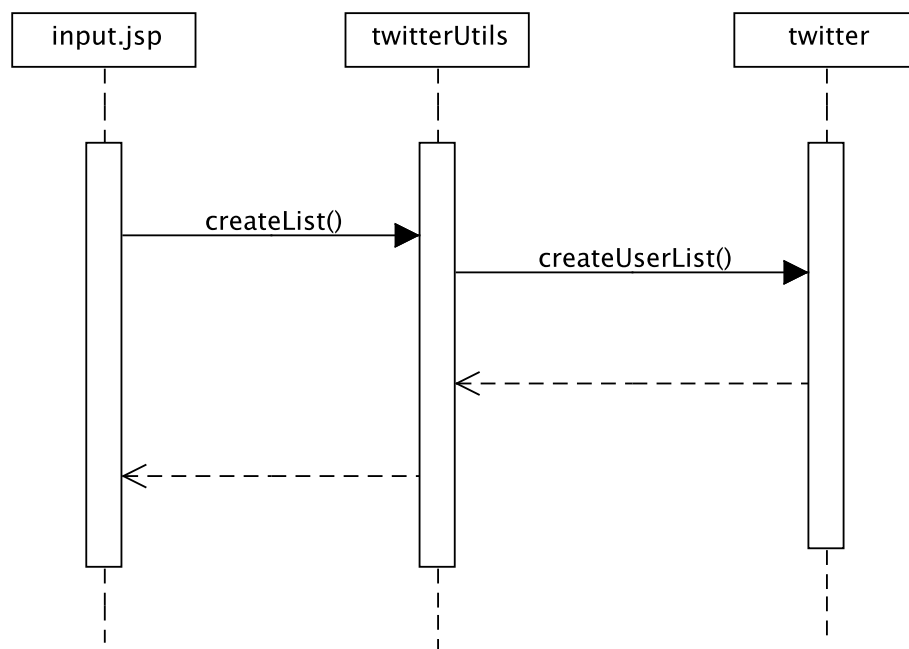 input.jsp
twitterUtils
twitter
createList()
createUserList()